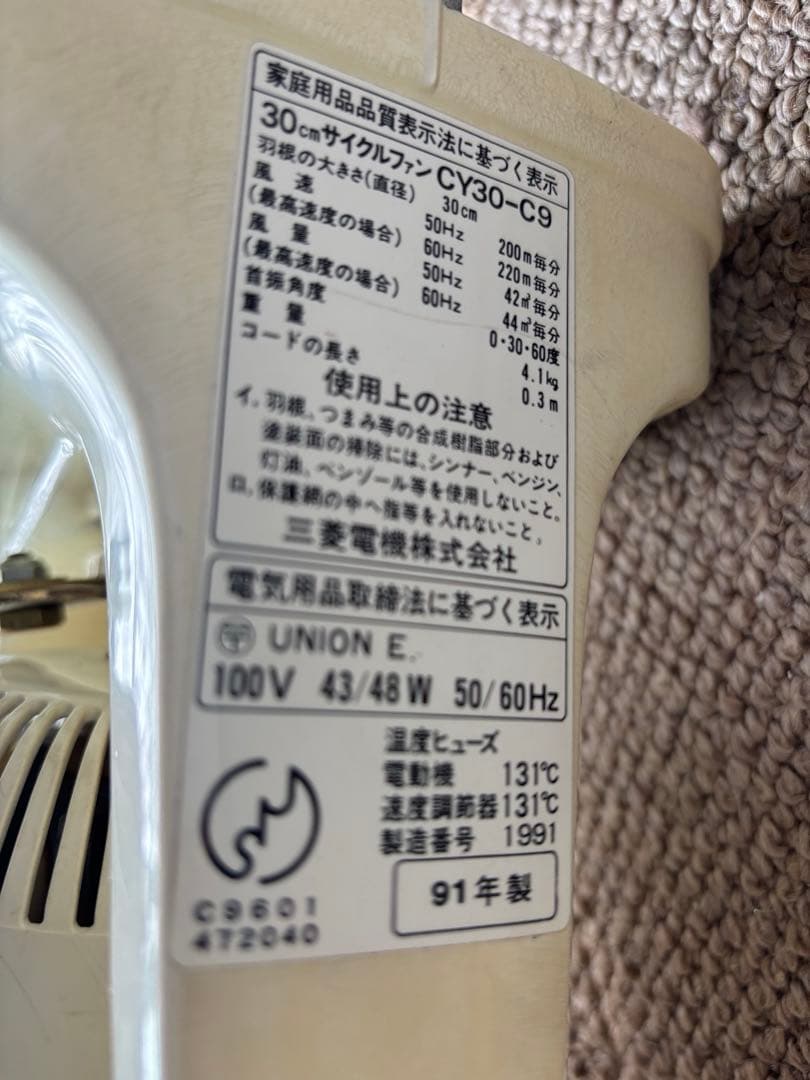 家庭用品品質表示法に基づく表示
30cmサイクルファン CY30-C9
羽根の大きさ(直径) 30cm
風速 50Hz 200m毎分
(最高速度の場合) 60Hz 220m毎分
風量 50Hz 42㎥毎分
(最高速度の場合) 60Hz 44㎥毎分
首振角度 0・30・60度
重量 4.1kg
コードの長さ 0.3m
使用上の注意
イ.羽根、つまみ等の合成樹脂部分および
塗装面の掃除には、シンナー、ベンジン、
灯油、ベンゾール等を使用しないこと。
ロ.保護網の中へ指等を入れないこと。
三菱電機株式会社
電気用品取締法に基づく表示
〒 UNION E.
100V 43/48W 50/60Hz
温度ヒューズ
電動機 131℃
速度調節器 131℃
製造番号 1991
91年製
C9601
472040